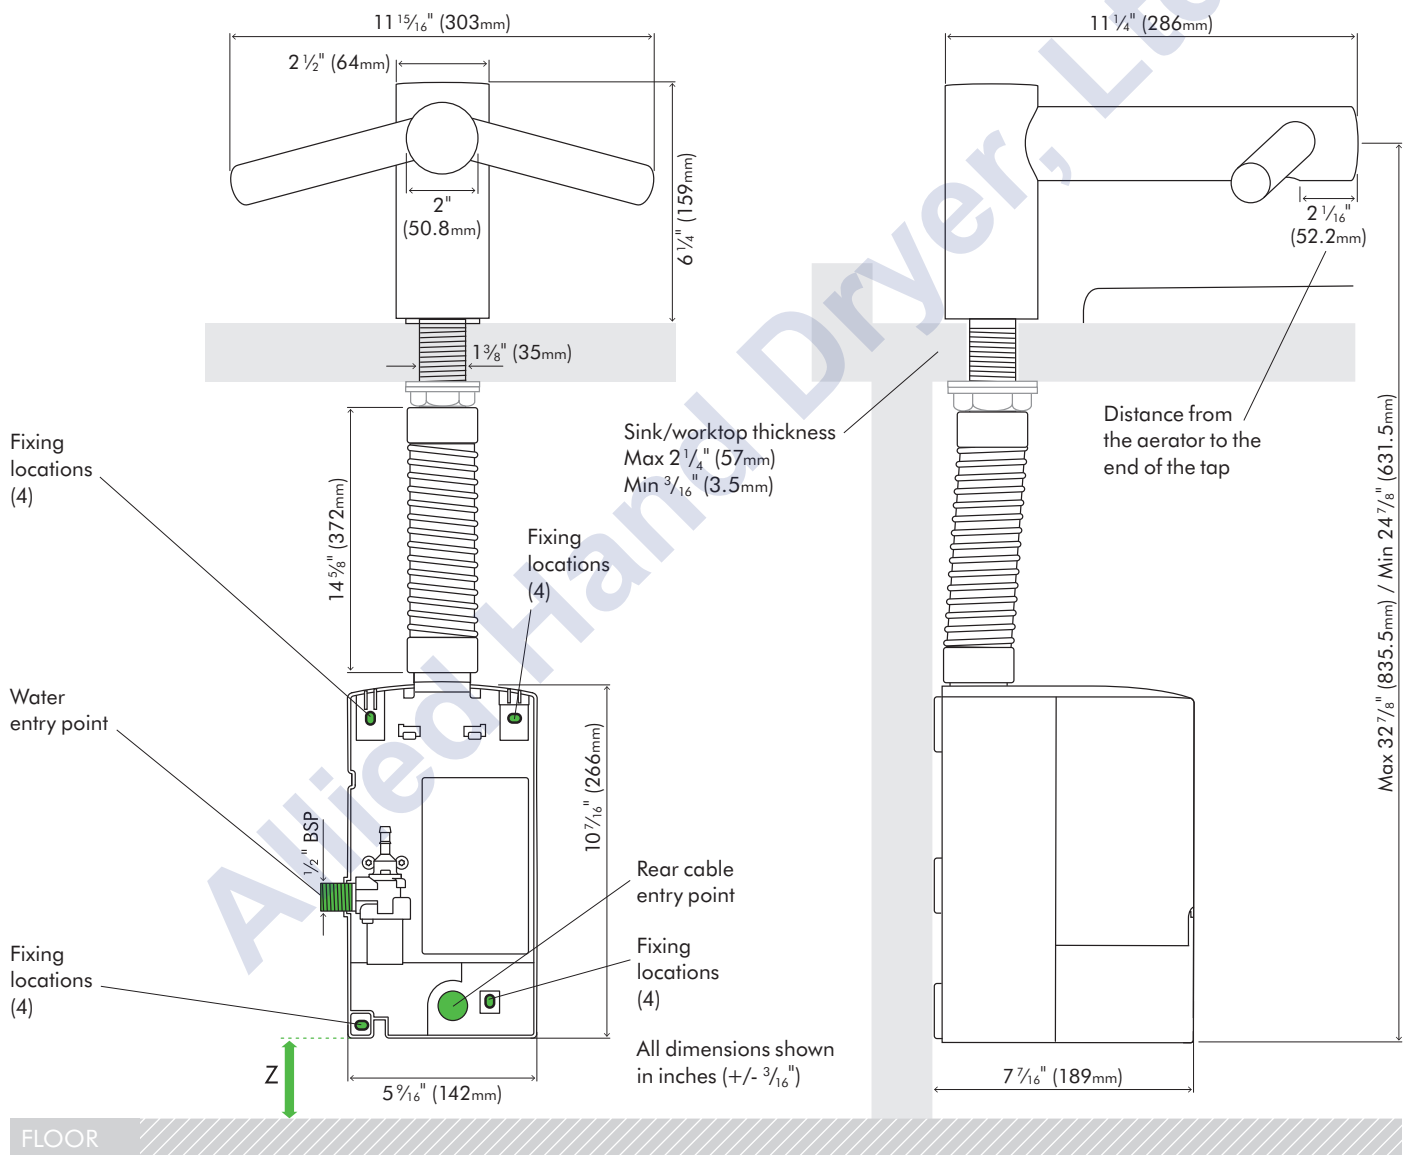 11 15/16" (303mm)
2 1/2" (64mm)
2"
(50.8mm)
6 1/4" (159mm)
1 3/8" (35mm)
11 1/4" (286mm)
2 1/16"
(52.2mm)
Distance from
the aerator to the
end of the tap
Sink/worktop thickness
Max 2 1/4" (57mm)
Min 3/16" (3.5mm)
Max 32 7/8" (835.5mm) / Min 24 7/8" (631.5mm)
Fixing
locations
(4)
14 5/8" (372mm)
Fixing
locations
(4)
Water
entry point
10 7/16" (266mm)
1/2" BSP
Rear cable
entry point
Fixing
locations
(4)
Fixing
locations
(4)
All dimensions shown
in inches (+/- 3/16")
Z
5 9/16" (142mm)
7 7/16" (189mm)
FLOOR
Allied Hand Dryer, Ltd